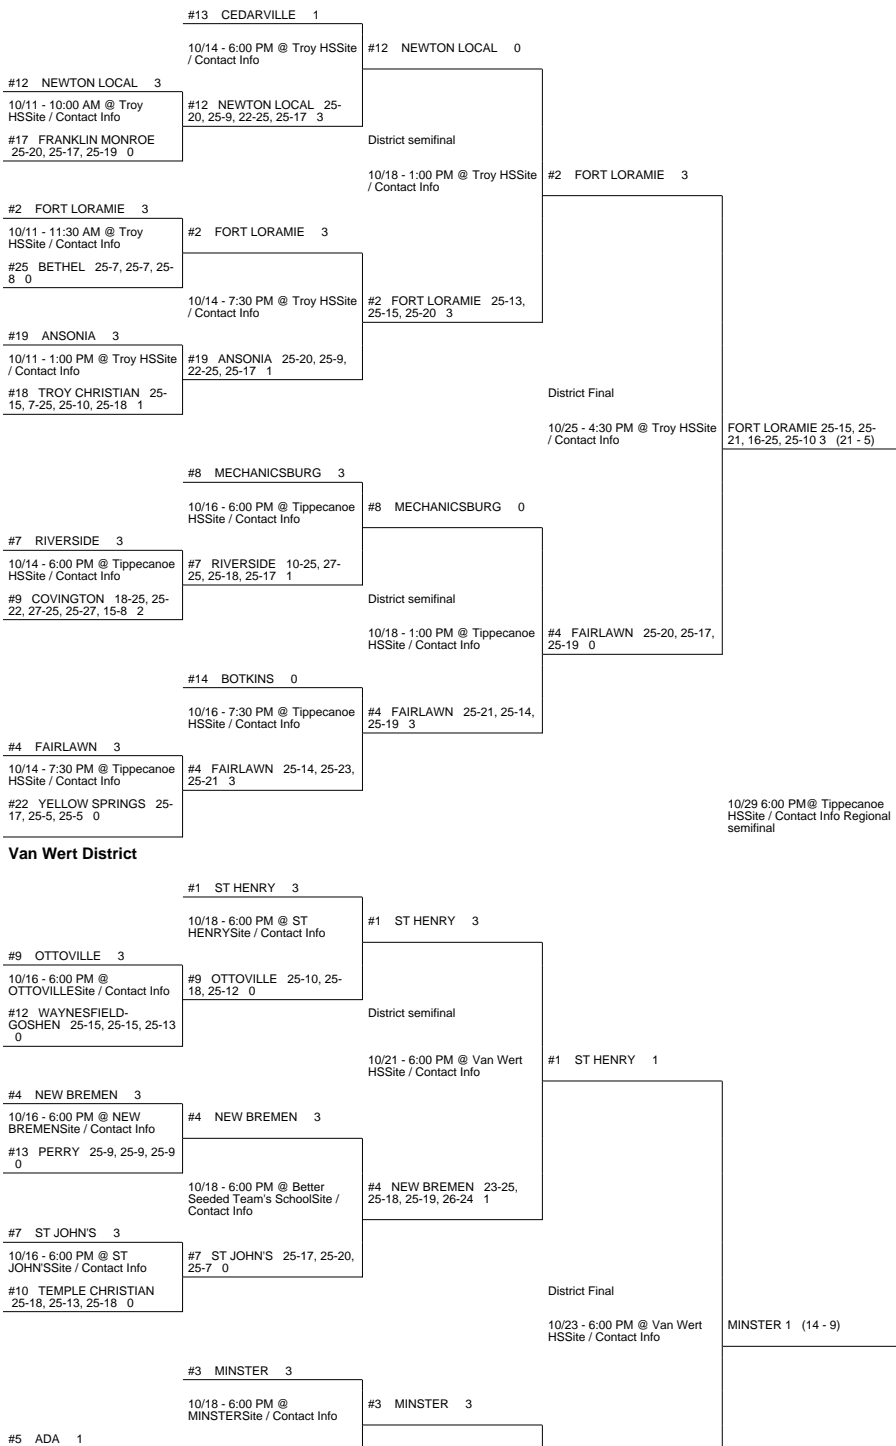 #13 CEDARVILLE 1
10/14 - 6:00 PM @ Troy HSSite
/ Contact Info
#12 NEWTON LOCAL 0
#12 NEWTON LOCAL 3
10/11 - 10:00 AM @ Troy
HSSite / Contact Info
#12 NEWTON LOCAL 25-
20, 25-9, 22-25, 25-17 3
#17 FRANKLIN MONROE
25-20, 25-17, 25-19 0
District semifinal
10/18 - 1:00 PM @ Troy HSSite
/ Contact Info
#2 FORT LORAMIE 3
#2 FORT LORAMIE 3
10/11 - 11:30 AM @ Troy
HSSite / Contact Info
#2 FORT LORAMIE 3
#25 BETHEL 25-7, 25-7, 25-
8 0
10/14 - 7:30 PM @ Troy HSSite
/ Contact Info
#2 FORT LORAMIE 25-13,
25-15, 25-20 3
#19 ANSONIA 3
10/11 - 1:00 PM @ Troy HSSite
/ Contact Info
#19 ANSONIA 25-20, 25-9,
22-25, 25-17 1
#18 TROY CHRISTIAN 25-
15, 7-25, 25-10, 25-18 1
District Final
10/25 - 4:30 PM @ Troy HSSite
/ Contact Info
FORT LORAMIE 25-15, 25-
21, 16-25, 25-10 3 (21 - 5)
#8 MECHANICSBURG 3
10/16 - 6:00 PM @ Tippecanoe
HSSite / Contact Info
#8 MECHANICSBURG 0
#7 RIVERSIDE 3
10/14 - 6:00 PM @ Tippecanoe
HSSite / Contact Info
#7 RIVERSIDE 10-25, 27-
25, 25-18, 25-17 1
#9 COVINGTON 18-25, 25-
22, 27-25, 25-27, 15-8 2
District semifinal
10/18 - 1:00 PM @ Tippecanoe
HSSite / Contact Info
#4 FAIRLAWN 25-20, 25-17,
25-19 0
#14 BOTKINS 0
10/16 - 7:30 PM @ Tippecanoe
HSSite / Contact Info
#4 FAIRLAWN 25-21, 25-14,
25-19 3
#4 FAIRLAWN 3
10/14 - 7:30 PM @ Tippecanoe
HSSite / Contact Info
#4 FAIRLAWN 25-14, 25-23,
25-21 3
#22 YELLOW SPRINGS 25-
17, 25-5, 25-5 0
10/29 6:00 PM@ Tippecanoe
HSSite / Contact Info Regional
semifinal
Van Wert District
#1 ST HENRY 3
10/18 - 6:00 PM @ ST
HENRYSite / Contact Info
#1 ST HENRY 3
#9 OTTOVILLE 3
10/16 - 6:00 PM @
OTTOVILLESite / Contact Info
#9 OTTOVILLE 25-10, 25-
18, 25-12 0
#12 WAYNESFIELD-
GOSHEN 25-15, 25-15, 25-13
0
District semifinal
10/21 - 6:00 PM @ Van Wert
HSSite / Contact Info
#1 ST HENRY 1
#4 NEW BREMEN 3
10/16 - 6:00 PM @ NEW
BREMENSite / Contact Info
#4 NEW BREMEN 3
#13 PERRY 25-9, 25-9, 25-9
0
10/18 - 6:00 PM @ Better
Seeded Team's SchoolSite /
Contact Info
#4 NEW BREMEN 23-25,
25-18, 25-19, 26-24 1
#7 ST JOHN'S 3
10/16 - 6:00 PM @ ST
JOHN'SSite / Contact Info
#7 ST JOHN'S 25-17, 25-20,
25-7 0
#10 TEMPLE CHRISTIAN
25-18, 25-13, 25-18 0
District Final
10/23 - 6:00 PM @ Van Wert
HSSite / Contact Info
MINSTER 1 (14 - 9)
#3 MINSTER 3
10/18 - 6:00 PM @
MINSTERSite / Contact Info
#3 MINSTER 3
#5 ADA 1